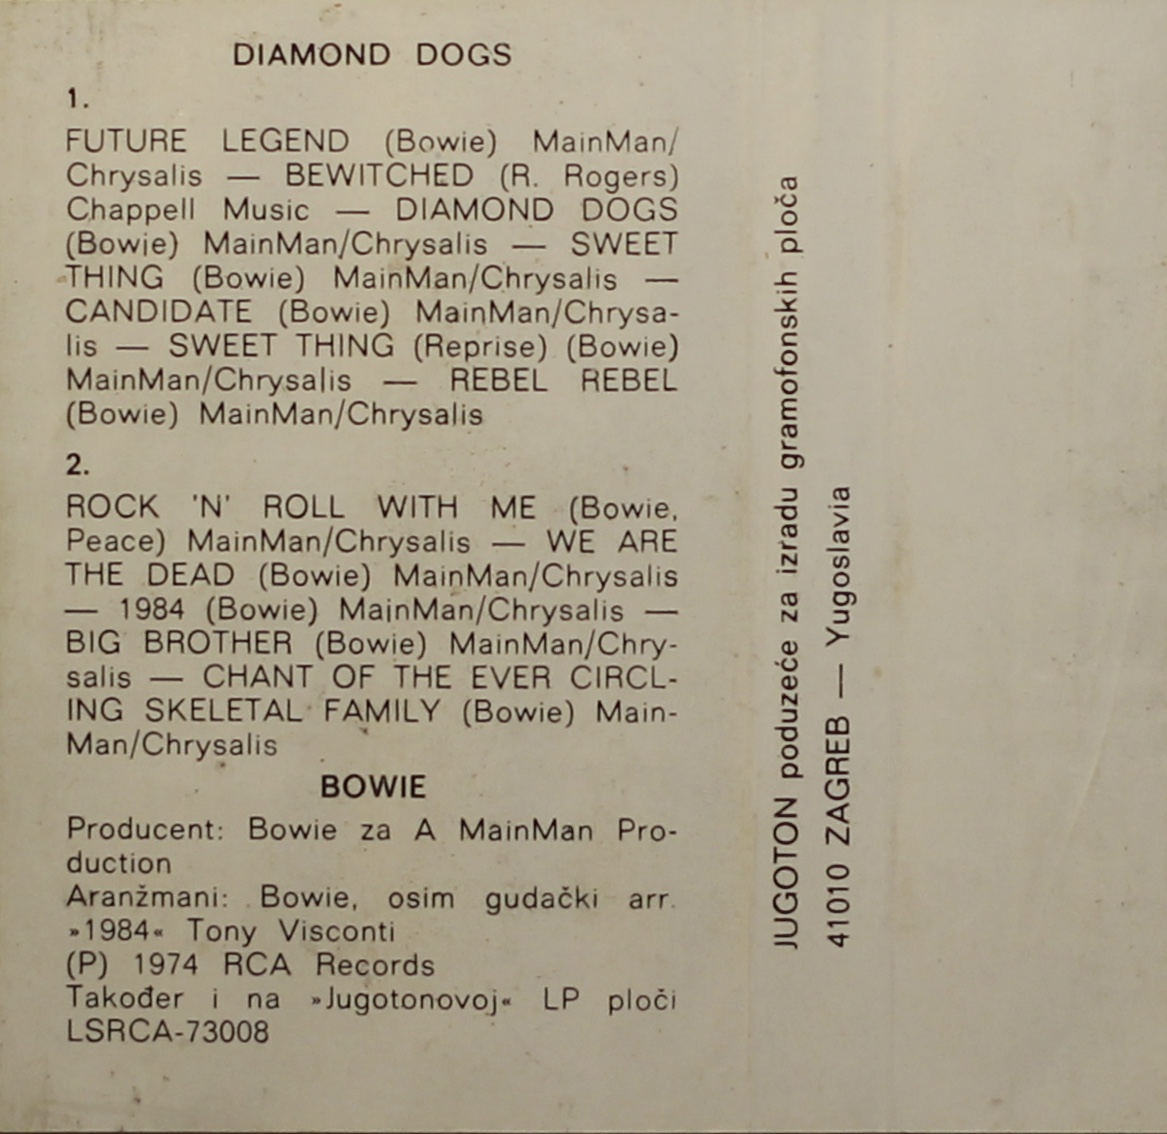 DIAMOND DOGS
1.
FUTURE LEGEND (Bowie) MainMan/
Chrysalis — BEWITCHED (R. Rogers)
Chappell Music — DIAMOND DOGS
(Bowie) MainMan/Chrysalis — SWEET
THING (Bowie) MainMan/Chrysalis —
CANDIDATE (Bowie) MainMan/Chrysa-
lis — SWEET THING (Reprise) (Bowie)
MainMan/Chrysalis — REBEL REBEL
(Bowie) MainMan/Chrysalis
2.
ROCK 'N' ROLL WITH ME (Bowie,
Peace) MainMan/Chrysalis — WE ARE
THE DEAD (Bowie) MainMan/Chrysalis
— 1984 (Bowie) MainMan/Chrysalis —
BIG BROTHER (Bowie) MainMan/Chry-
salis — CHANT OF THE EVER CIRCL-
ING SKELETAL FAMILY (Bowie) Main-
Man/Chrysalis
BOWIE
Producent: Bowie za A MainMan Pro-
duction
Aranžmani: Bowie, osim gudački arr.
»1984« Tony Visconti
(P) 1974 RCA Records
Također i na »Jugotonovoj« LP ploči
LSRCA-73008
JUGOTON poduzeće za izradu gramofonskih ploča
41010 ZAGREB — Yugoslavia